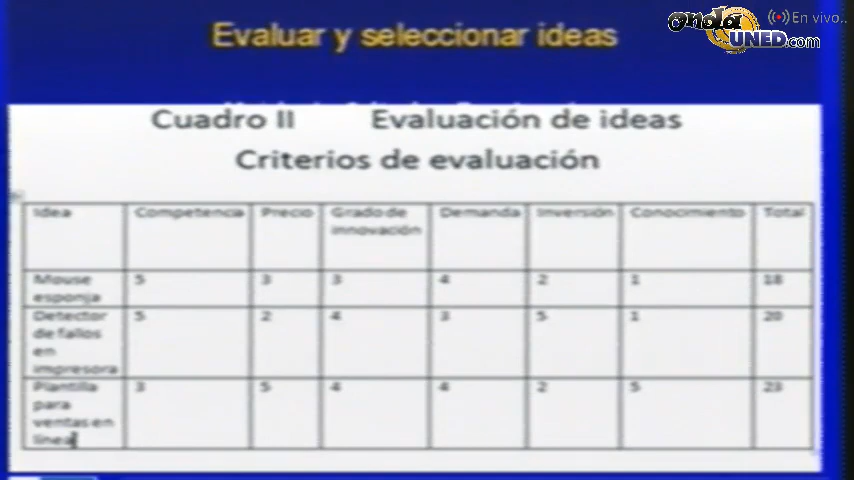 Evaluar y seleccionar ideas
onda UNED.com
En vivo..
Cuadro II Evaluación de ideas
Criterios de evaluación
Idea Competencia Precio Grado de innovación Demanda Inversión Conocimiento Total
Mouse esponja 5 3 3 4 2 1 18
Detector de fallos en impresora 5 2 4 3 5 1 20
Plantilla para ventas en línea 3 5 4 4 2 5 23